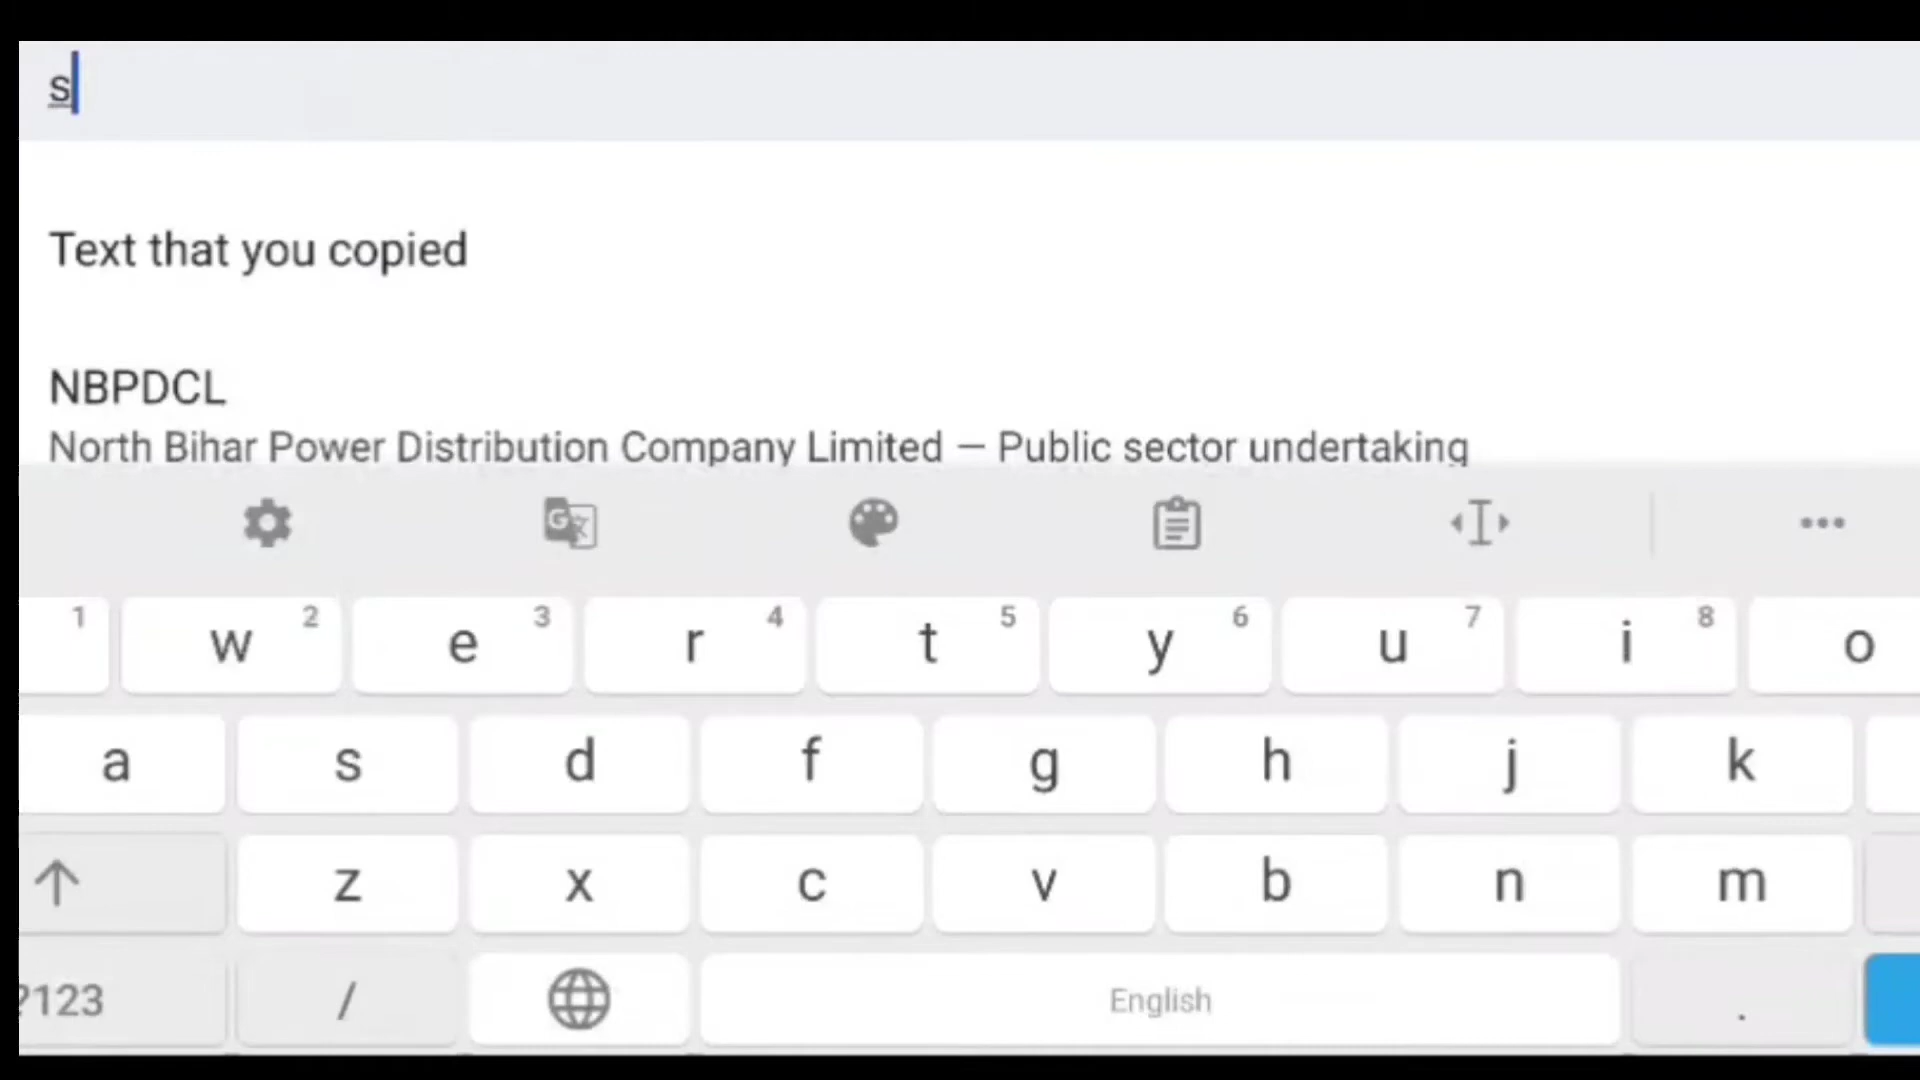 s
Text that you copied
NBPDCL
North Bihar Power Distribution Company Limited — Public sector undertaking
1 w 2 e 3 r 4 t 5 y 6 u 7 i 8 o
a s d f g h j k
z x c v b n m
?123 / English .